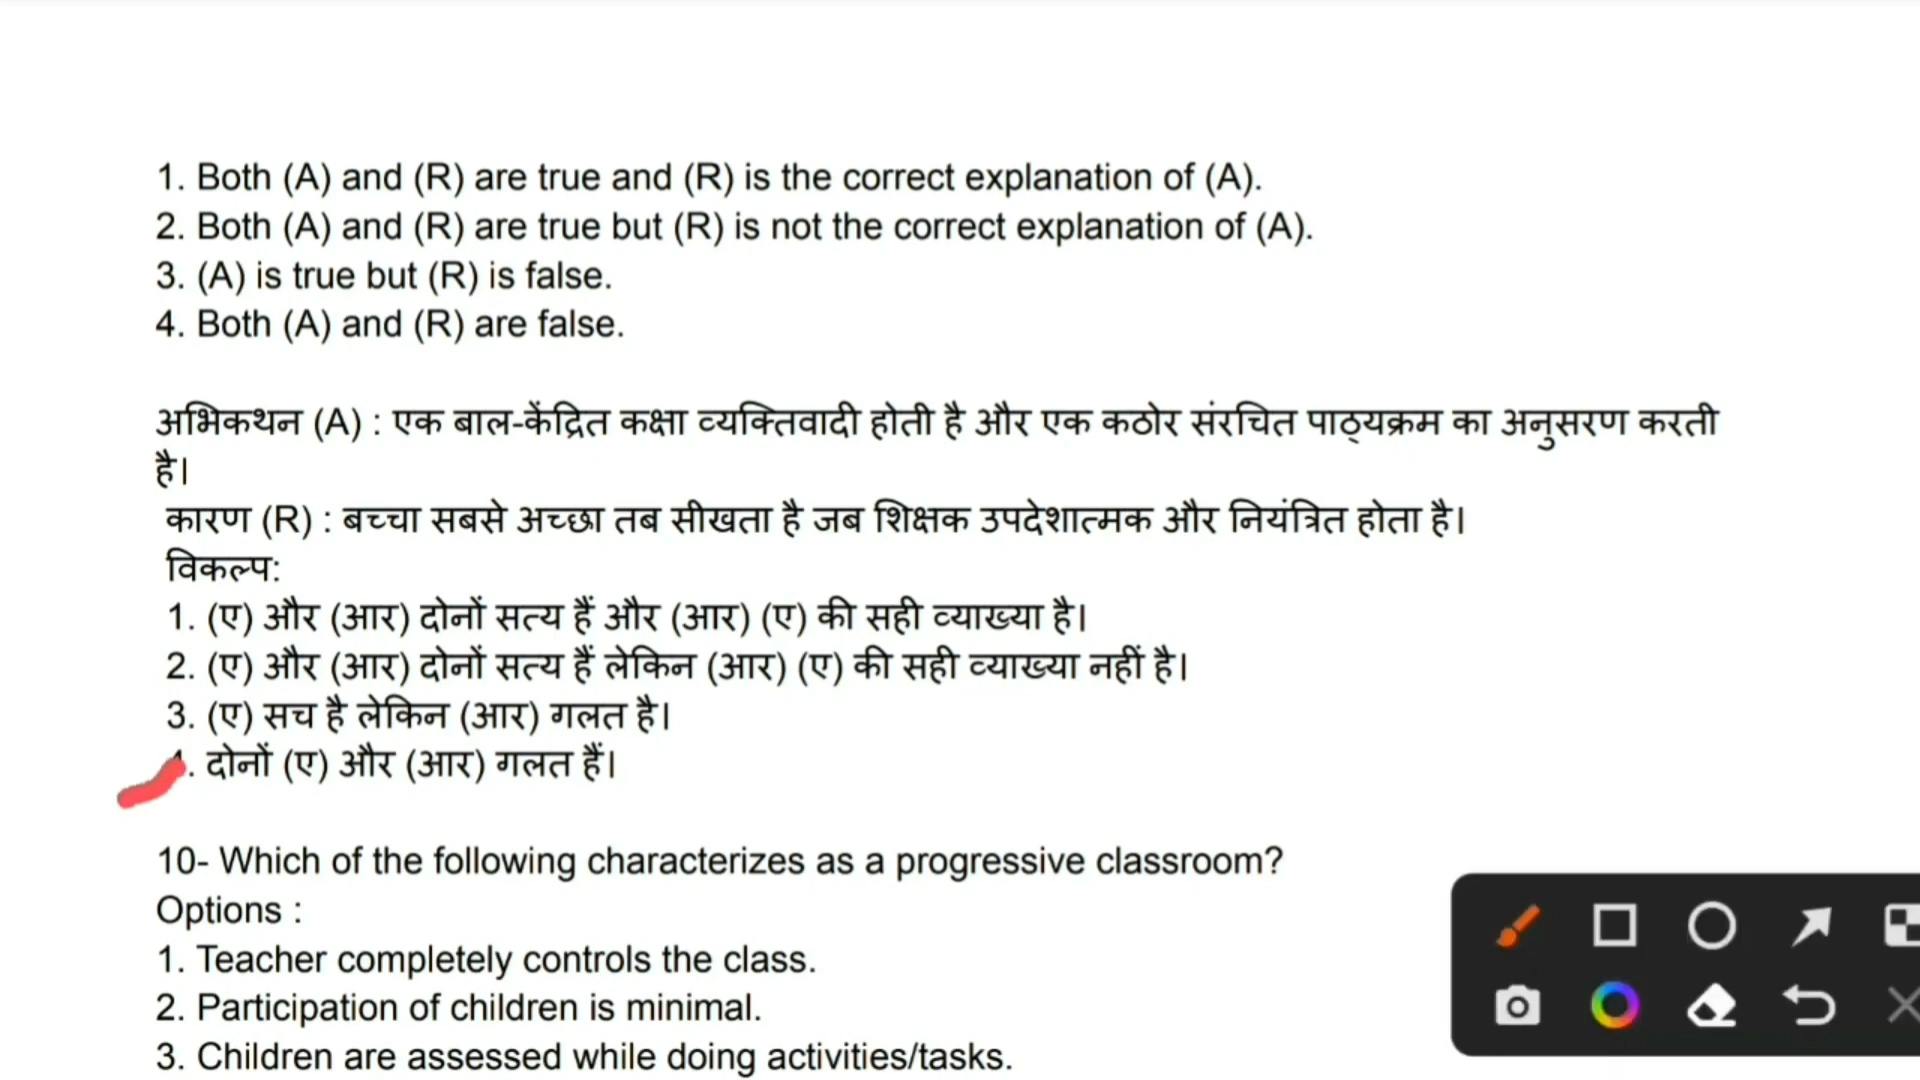 1. Both (A) and (R) are true and (R) is the correct explanation of (A).
2. Both (A) and (R) are true but (R) is not the correct explanation of (A).
3. (A) is true but (R) is false.
4. Both (A) and (R) are false.
अभिकथन (A) : एक बाल-केंद्रित कक्षा व्यक्तिवादी होती है और एक कठोर संरचित पाठ्यक्रम का अनुसरण करती
है।
कारण (R) : बच्चा सबसे अच्छा तब सीखता है जब शिक्षक उपदेशात्मक और नियंत्रित होता है।
विकल्प:
1. (ए) और (आर) दोनों सत्य हैं और (आर) (ए) की सही व्याख्या है।
2. (ए) और (आर) दोनों सत्य हैं लेकिन (आर) (ए) की सही व्याख्या नहीं है।
3. (ए) सच है लेकिन (आर) गलत है।
4. दोनों (ए) और (आर) गलत हैं।
10- Which of the following characterizes as a progressive classroom?
Options :
1. Teacher completely controls the class.
2. Participation of children is minimal.
3. Children are assessed while doing activities/tasks.